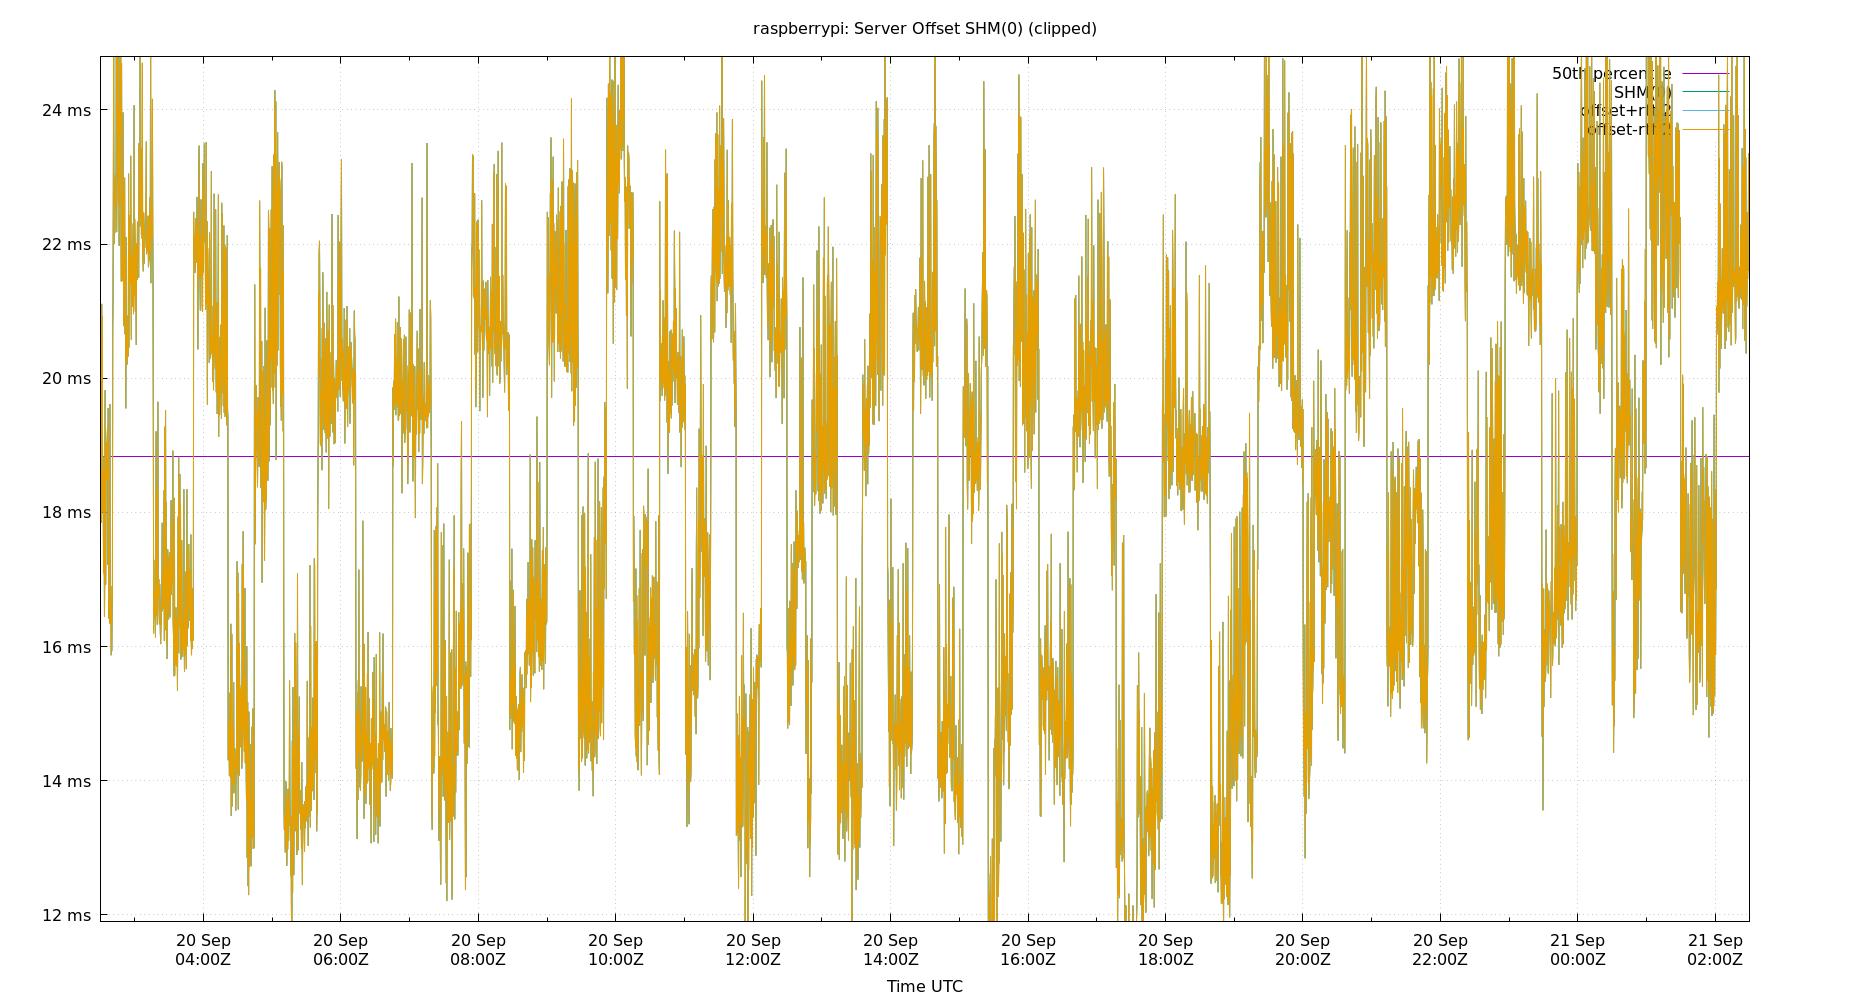 raspberrypi: Server Offset SHM(0) (clipped)
50th percentile
SHM(0)
offset+rtt/2
offset-rtt/2
24 ms
22 ms
20 ms
18 ms
16 ms
14 ms
12 ms
20 Sep 20 Sep 20 Sep 20 Sep 20 Sep 20 Sep 20 Sep 20 Sep 20 Sep 20 Sep 21 Sep 21 Sep
04:00Z 06:00Z 08:00Z 10:00Z 12:00Z 14:00Z 16:00Z 18:00Z 20:00Z 22:00Z 00:00Z 02:00Z
Time UTC